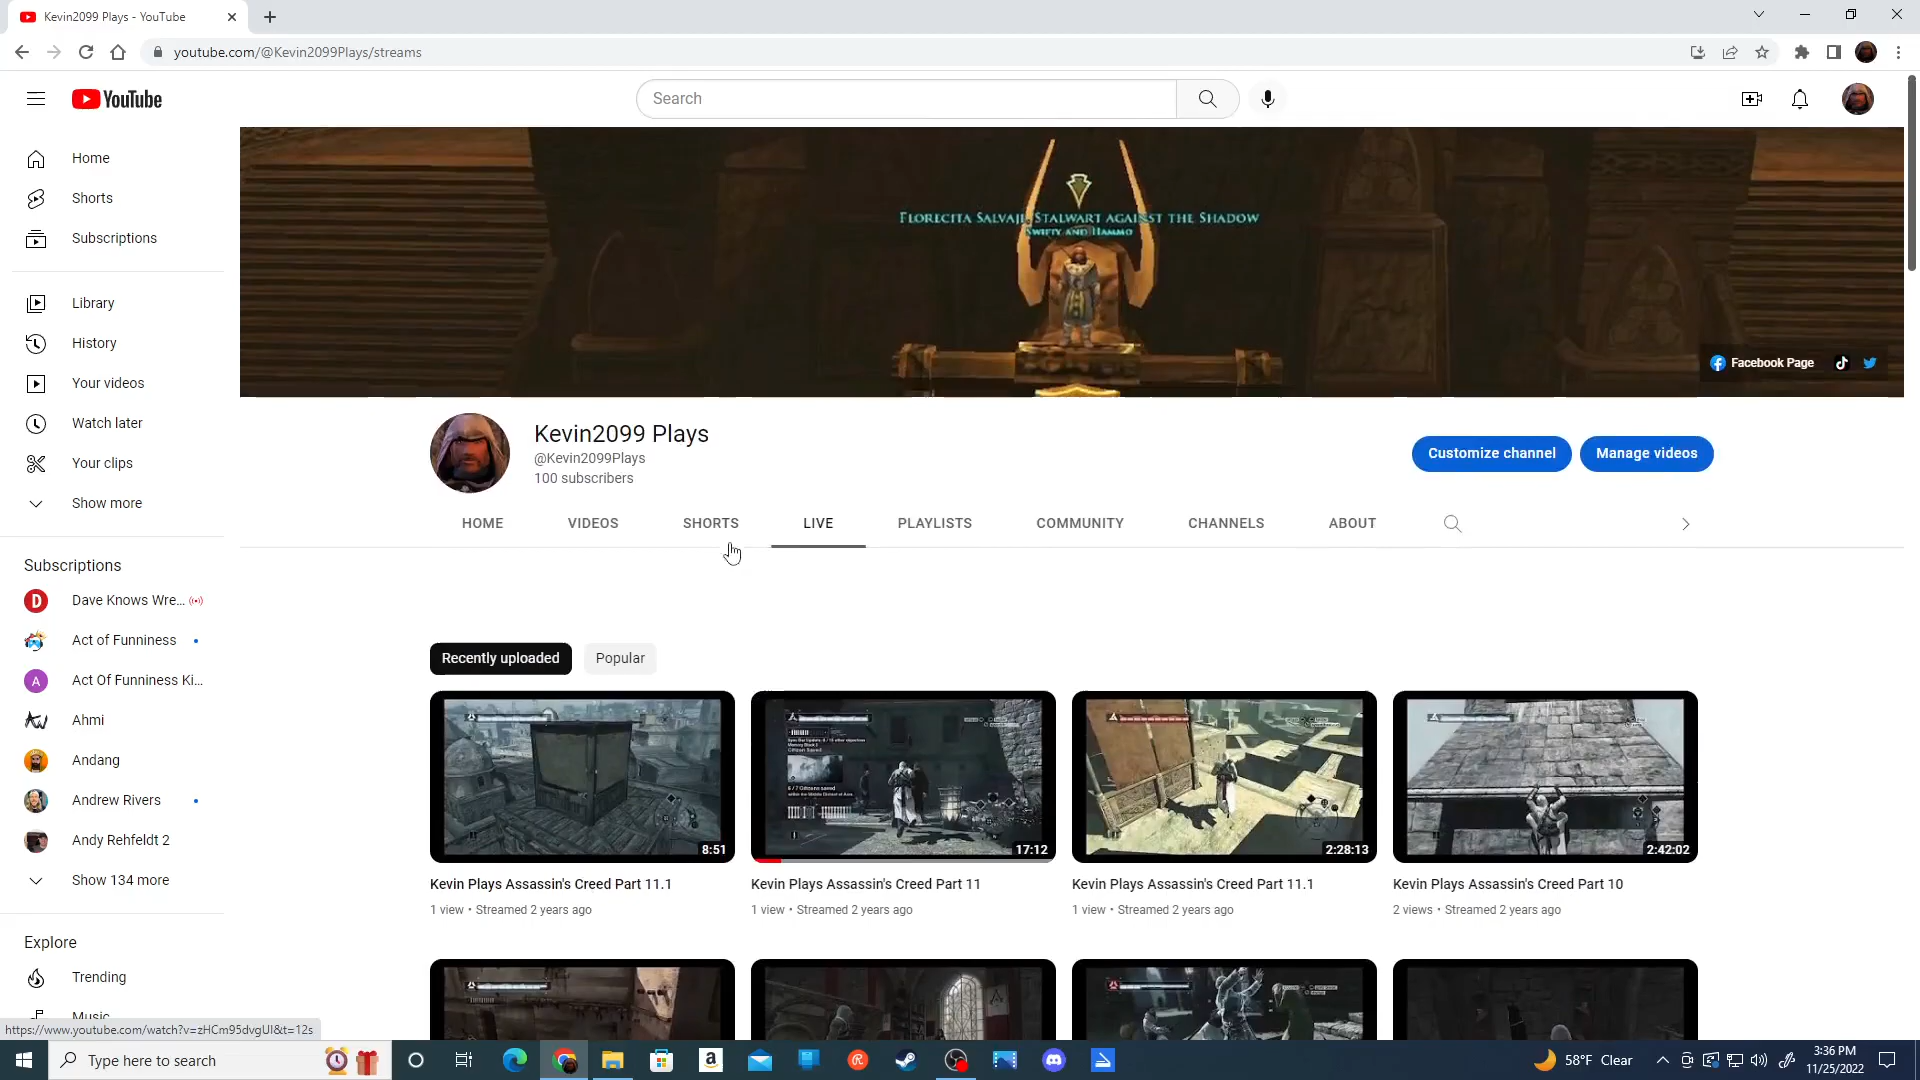 Kevin2099 Plays - YouTube
youtube.com/@Kevin2099Plays/streams
YouTube
Search
Home
Shorts
Subscriptions
Library
History
Your videos
Watch later
Your clips
Show more
Subscriptions
Dave Knows Wre...
Act of Funniness
Act Of Funniness Ki...
Ahmi
Andang
Andrew Rivers
Andy Rehfeldt 2
Show 134 more
Explore
Trending
Music
https://www.youtube.com/watch?v=zHCm95dvgUI&t=12s
FLORECITA SALVAJE, STALWART AGAINST THE SHADOW
SWIFTY AND HAMMO
Facebook Page
Kevin2099 Plays
@Kevin2099Plays
100 subscribers
Customize channel
Manage videos
HOME
VIDEOS
SHORTS
LIVE
PLAYLISTS
COMMUNITY
CHANNELS
ABOUT
Recently uploaded
Popular
8:51
17:12
2:28:13
2:42:02
Kevin Plays Assassin's Creed Part 11.1
1 view • Streamed 2 years ago
Kevin Plays Assassin's Creed Part 11
1 view • Streamed 2 years ago
Kevin Plays Assassin's Creed Part 11.1
1 view • Streamed 2 years ago
Kevin Plays Assassin's Creed Part 10
2 views • Streamed 2 years ago
Type here to search
58°F Clear
3:36 PM
11/25/2022